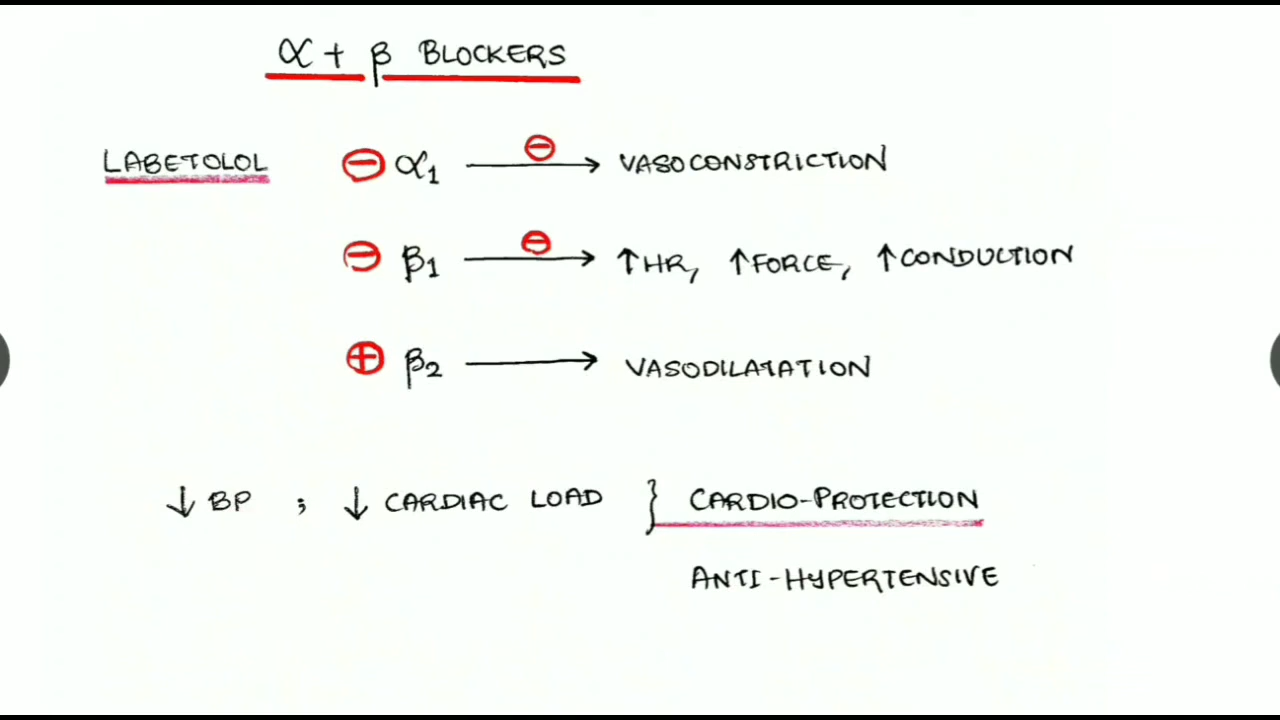 α + β BLOCKERS
LABETOLOL ⊖ α1 ⊖→ VASOCONSTRICTION
⊖ β1 ⊖→ ↑HR, ↑FORCE, ↑CONDUCTION
⊕ β2 → VASODILATATION
↓ BP ; ↓ CARDIAC LOAD } CARDIO-PROTECTION
ANTI-HYPERTENSIVE